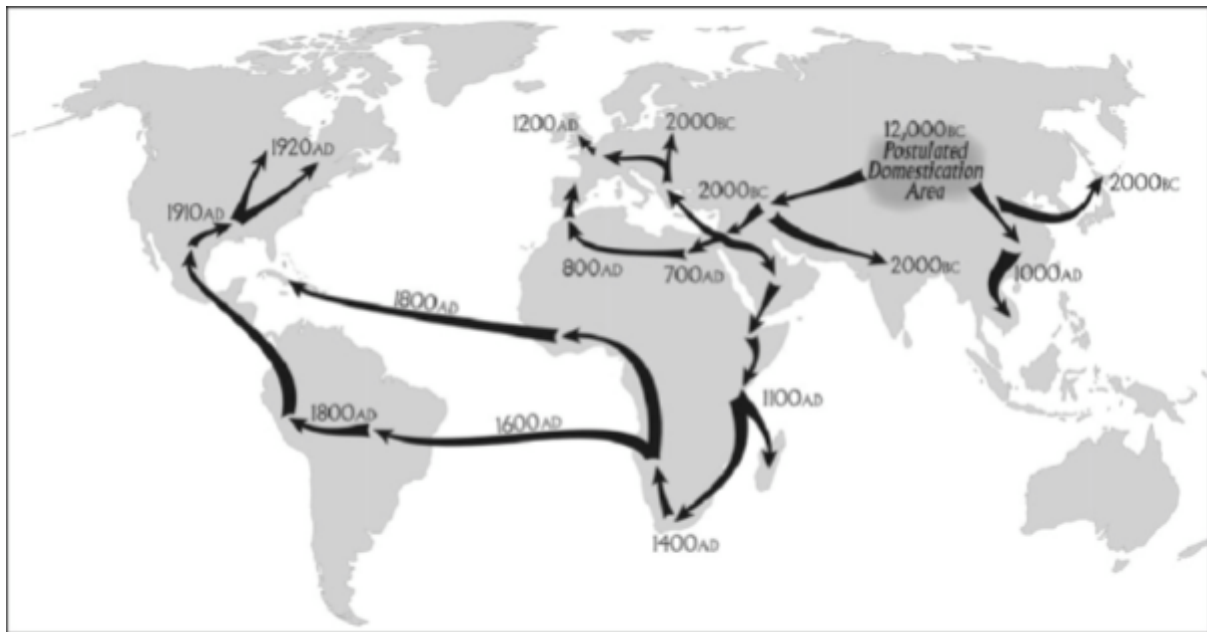 1200AD
2000BC
12,000BC
Postulated
Domestication
Area
1920AD
2000BC
2000BC
1910AD
800AD
700AD
2000BC
1000AD
1800AD
1100AD
1800AD
1600AD
1400AD